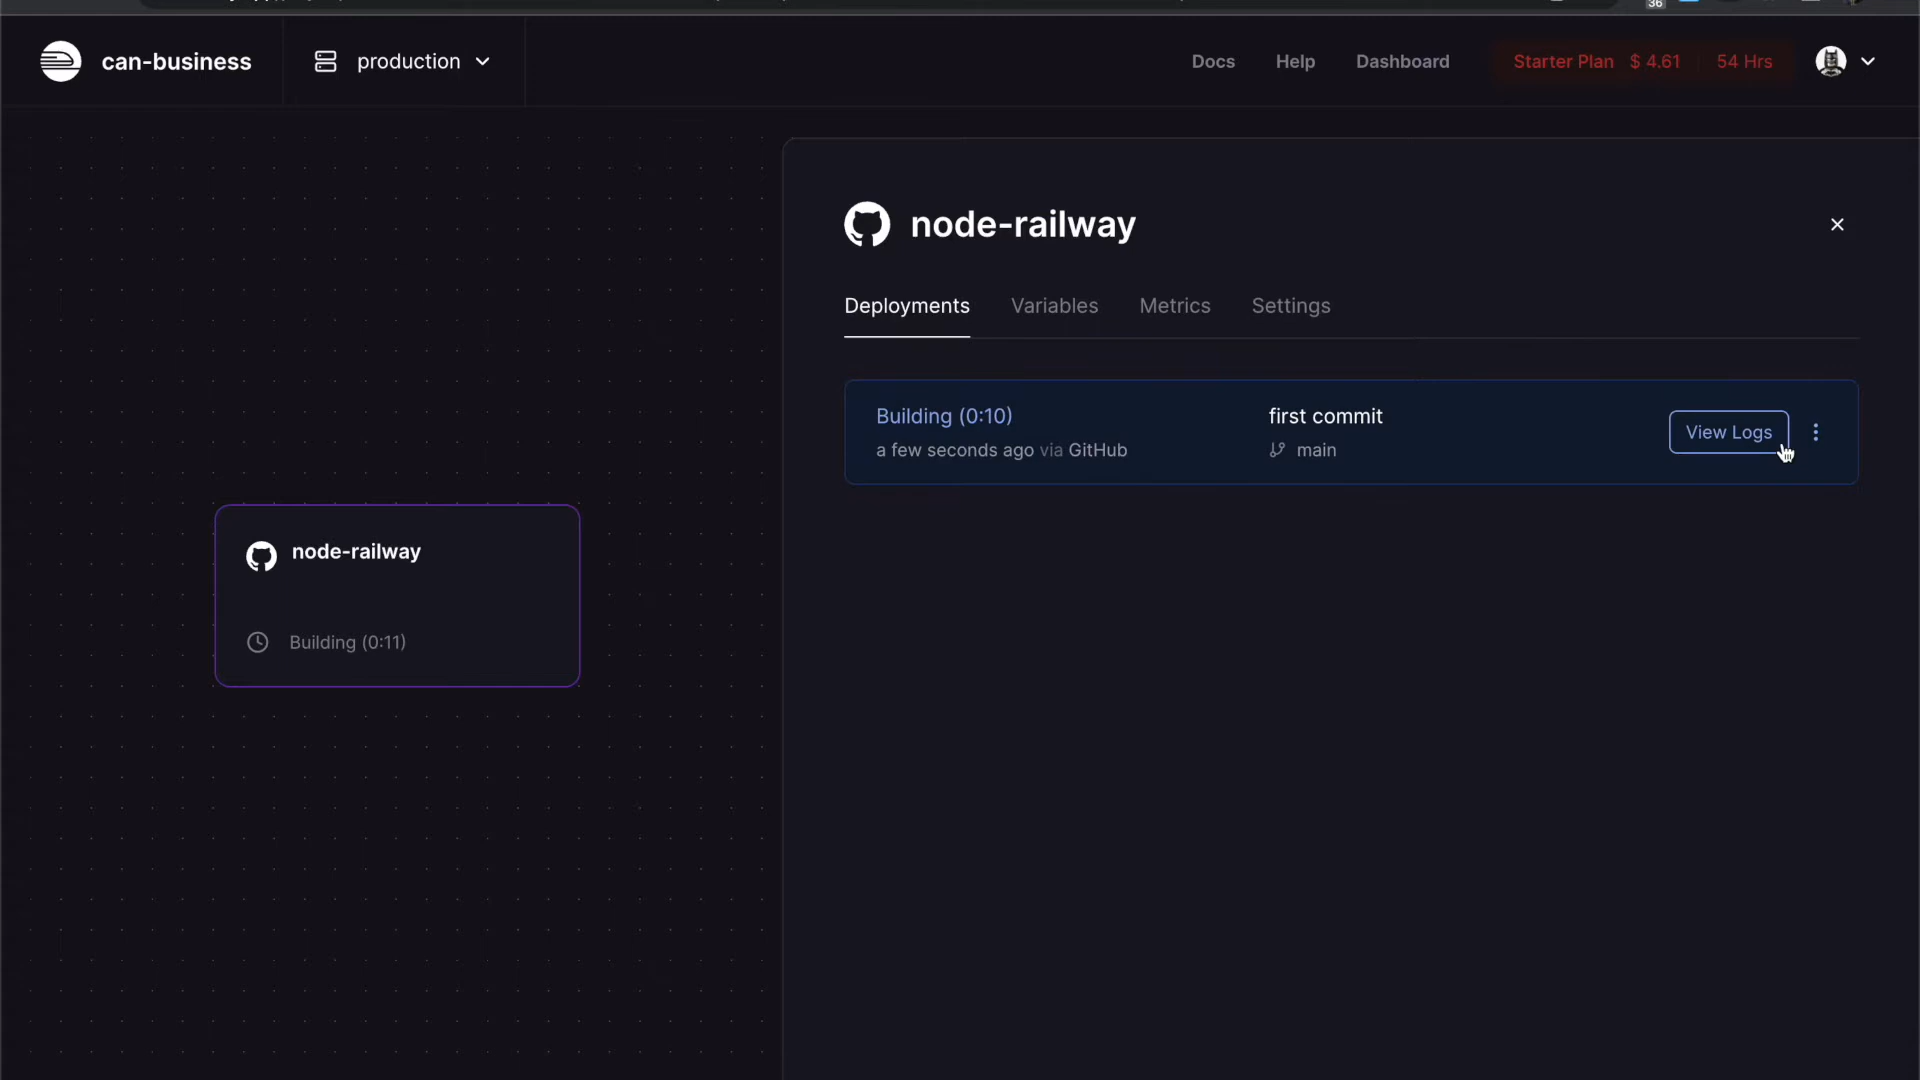 36
can-business
production
Docs
Help
Dashboard
Starter Plan $ 4.61 54 Hrs
node-railway
Deployments
Variables
Metrics
Settings
Building (0:10)
a few seconds ago via GitHub
first commit
main
View Logs
node-railway
Building (0:11)